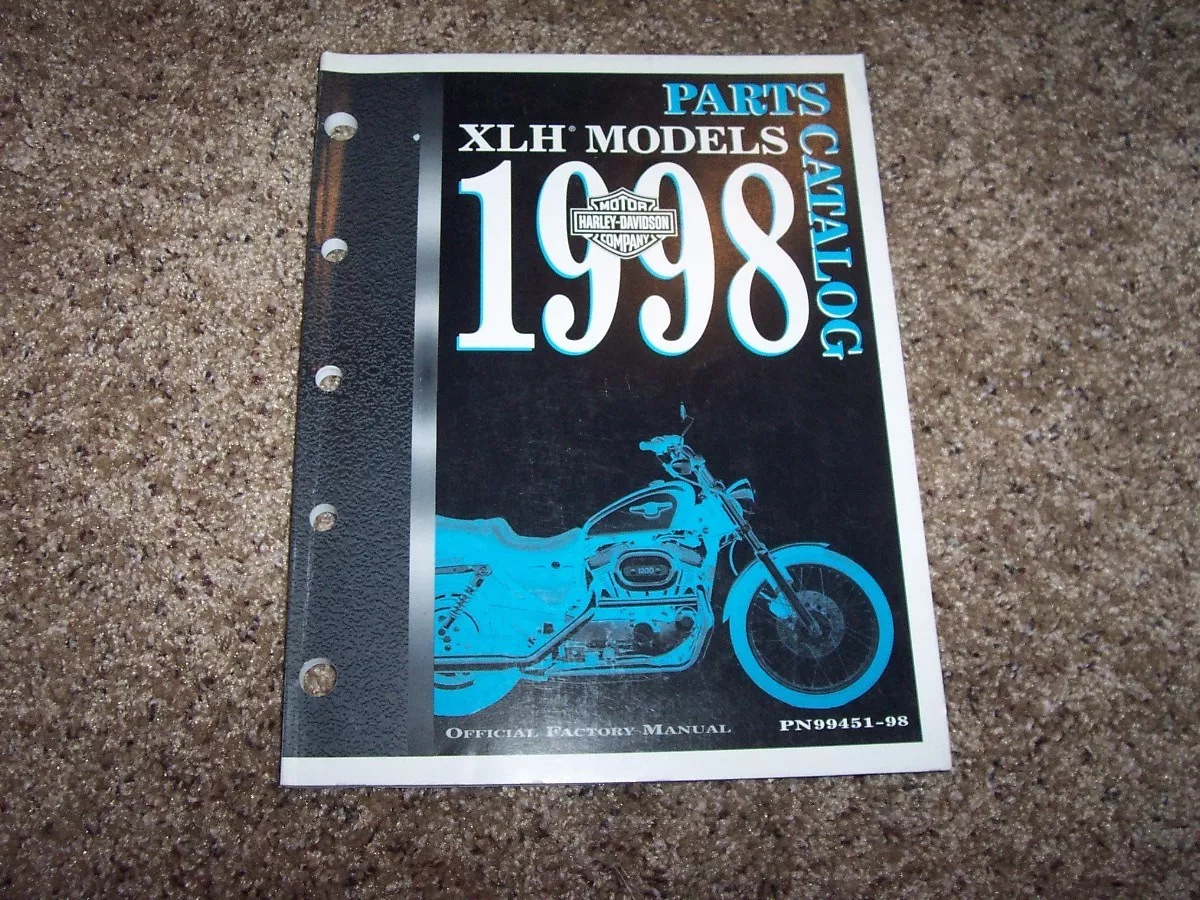 PARTS CATALOG
XLH® MODELS
1998
MOTOR
HARLEY-DAVIDSON
COMPANY
1200
OFFICIAL FACTORY MANUAL
PN99451-98